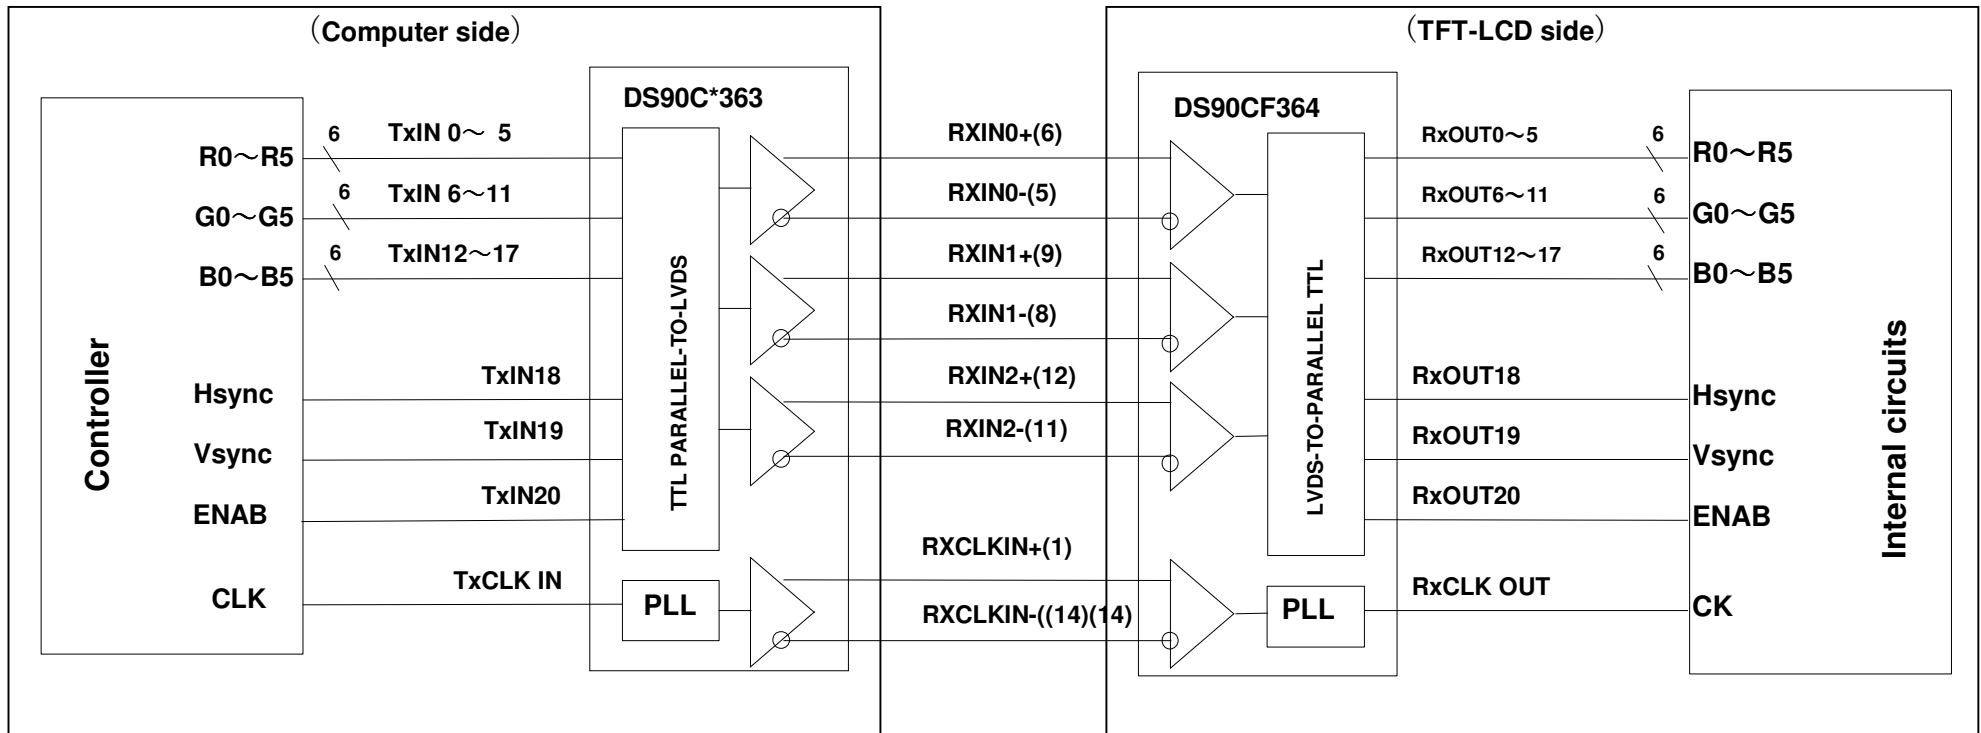 （Computer side）
Controller
R0～R5
6
TxIN 0～ 5
G0～G5
6
TxIN 6～11
B0～B5
6
TxIN12～17
Hsync
TxIN18
Vsync
TxIN19
ENAB
TxIN20
CLK
TxCLK IN
DS90C*363
TTL PARALLEL-TO-LVDS
PLL
RXIN0+(6)
RXIN0-(5)
RXIN1+(9)
RXIN1-(8)
RXIN2+(12)
RXIN2-(11)
RXCLKIN+(1)
RXCLKIN-((14)(14)
（TFT-LCD side）
DS90CF364
LVDS-TO-PARALLEL TTL
PLL
RxOUT0～5
6
R0～R5
RxOUT6～11
6
G0～G5
RxOUT12～17
6
B0～B5
RxOUT18
Hsync
RxOUT19
Vsync
RxOUT20
ENAB
RxCLK OUT
CK
Internal circuits